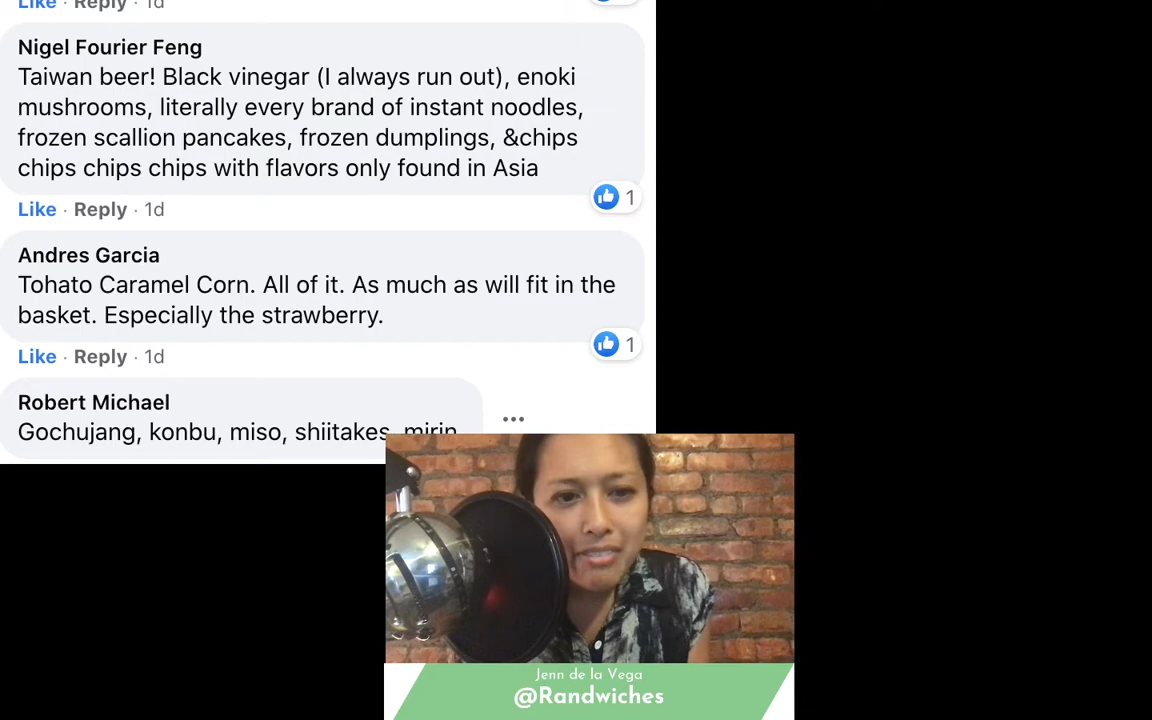 Like · Reply · 1d
Nigel Fourier Feng
Taiwan beer! Black vinegar (I always run out), enoki
mushrooms, literally every brand of instant noodles,
frozen scallion pancakes, frozen dumplings, &chips
chips chips chips with flavors only found in Asia
1
Like · Reply · 1d
Andres Garcia
Tohato Caramel Corn. All of it. As much as will fit in the
basket. Especially the strawberry.
1
Like · Reply · 1d
Robert Michael
Gochujang, konbu, miso, shiitakes, mirin
Jenn de la Vega
@Randwiches